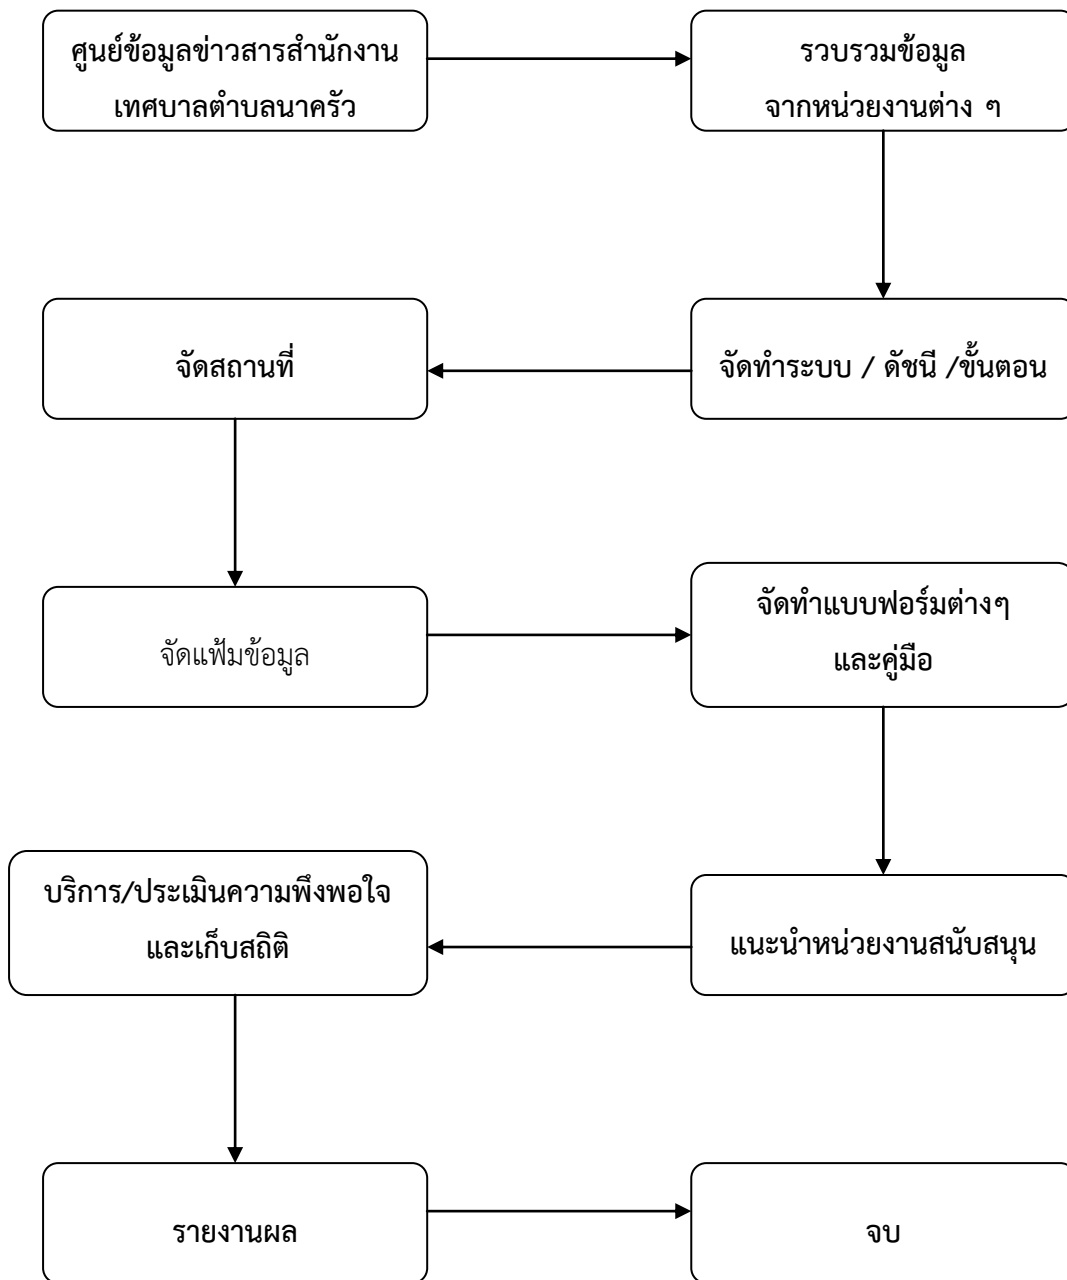 ศูนย์ข้อมูลข่าวสารสำนักงาน
เทศบาลตำบลนาครัว
รวบรวมข้อมูล
จากหน่วยงานต่าง ๆ
จัดทำระบบ / ดัชนี /ขั้นตอน
จัดสถานที่
จัดแฟ้มข้อมูล
จัดทำแบบฟอร์มต่างๆ
และคู่มือ
แนะนำหน่วยงานสนับสนุน
บริการ/ประเมินความพึงพอใจ
และเก็บสถิติ
รายงานผล
จบ